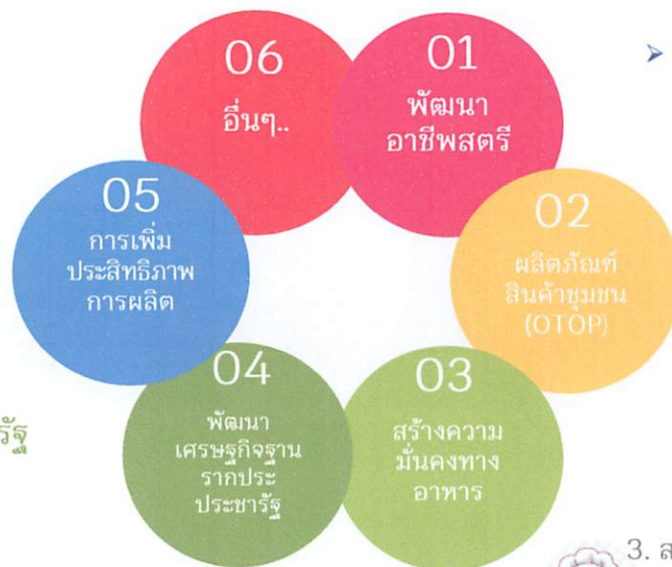 01
พัฒนา
อาชีพสตรี
02
ผลิตภัณฑ์
สินค้าชุมชน
(OTOP)
03
สร้างความ
มั่นคงทาง
อาหาร
04
พัฒนา
เศรษฐกิจฐาน
รากประ
ประชารัฐ
05
การเพิ่ม
ประสิทธิภาพ
การผลิต
06
อื่นๆ..
รัฐ
3. ส